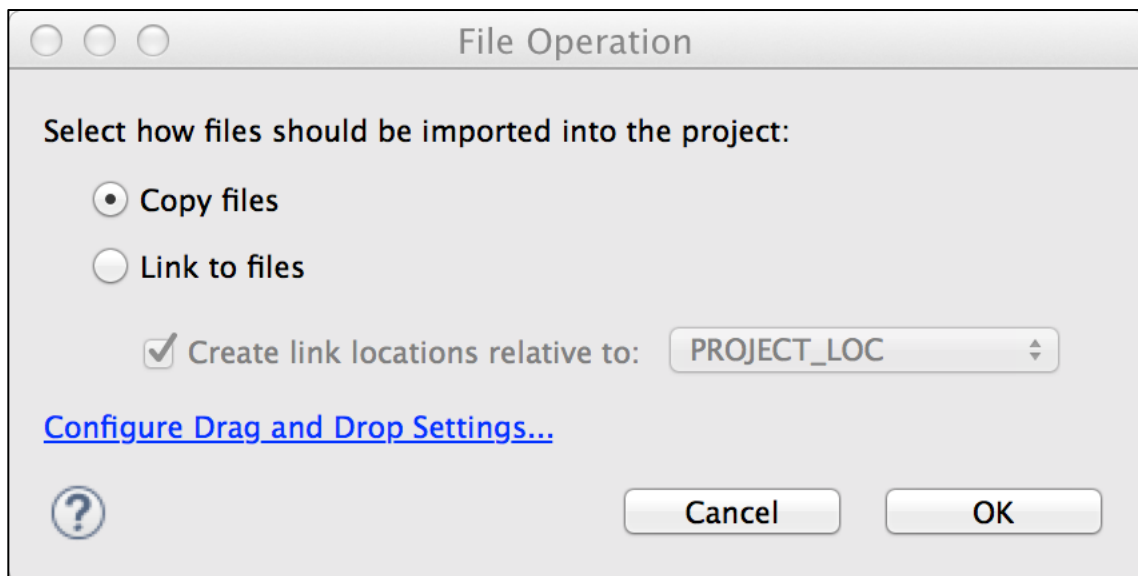 File Operation
Select how files should be imported into the project:
Copy files
Link to files
Create link locations relative to: PROJECT_LOC
Configure Drag and Drop Settings...
? Cancel OK